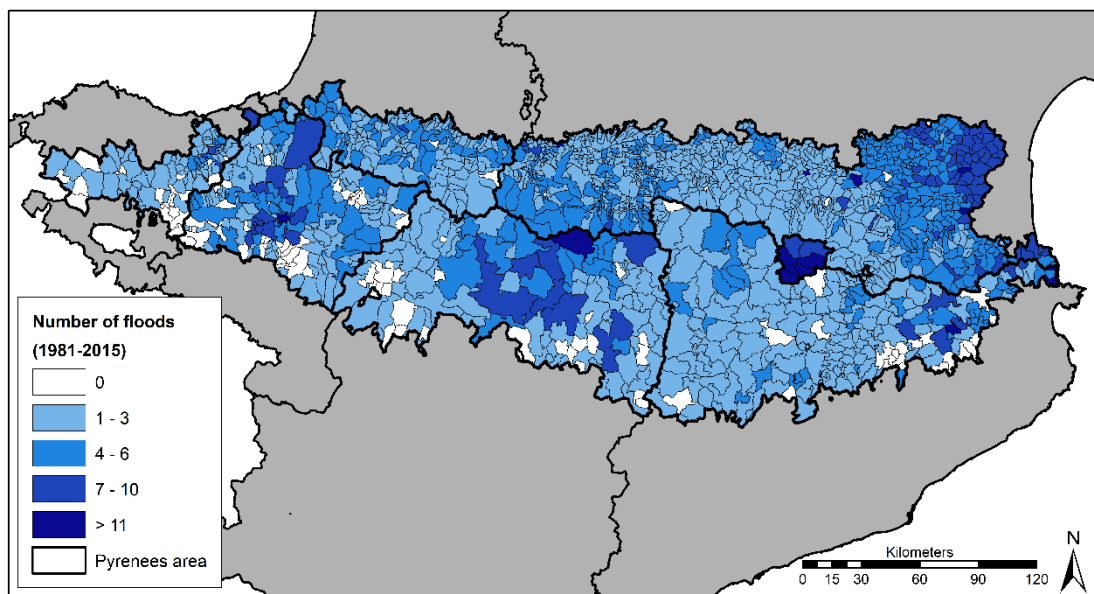 Number of floods
(1981-2015)
0
1 - 3
4 - 6
7 - 10
> 11
Pyrenees area
N
Kilometers
0 15 30 60 90 120